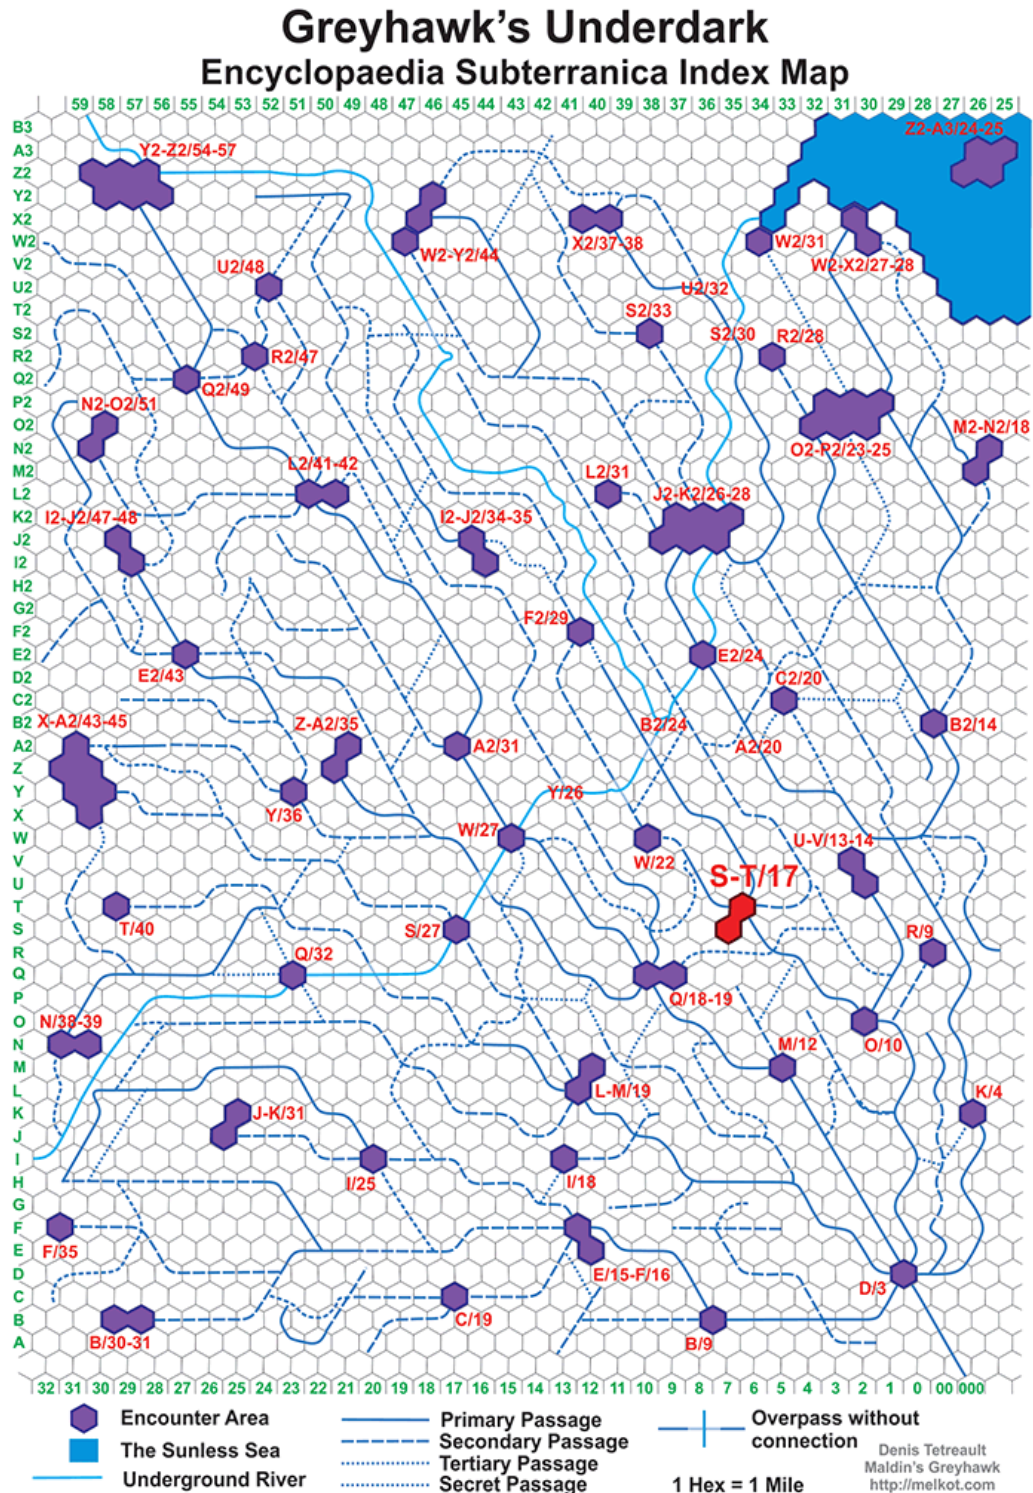 Greyhawk's Underdark
Encyclopaedia Subterranica Index Map
59 58 57 56 55 54 53 52 51 50 49 48 47 46 45 44 43 42 41 40 39 38 37 36 35 34 33 32 31 30 29 28 27 26 25
B3
Z2-A3/24-25
A3
Y2-Z2/54-57
Z2
Y2
X2
W2
X2/37-38
W2/31
W2-Y2/44
V2
W2-X2/27-28
U2/48
U2
U2/32
T2
S2/33
S2
S2/30
R2/28
R2
R2/47
Q2
Q2/49
P2
N2-O2/51
O2
M2-N2/18
N2
O2-P2/23-25
L2/41-42
M2
L2/31
L2
J2-K2/26-28
K2
I2-J2/47-48
I2-J2/34-35
J2
I2
H2
G2
F2/29
F2
E2
E2/24
E2/43
D2
C2/20
C2
X-A2/43-45
Z-A2/35
B2
B2/24
B2/14
A2
A2/31
A2/20
Z
Y
Y/26
Y/36
X
W/27
W
U-V/13-14
W/22
V
S-T/17
U
T
T/40
S
S/27
R/9
R
Q/32
Q
P
Q/18-19
N/38-39
O
O/10
N
M/12
M
L
L-M/19
K/4
K
J-K/31
J
I
I/25
I/18
H
G
F
F/35
E
E/15-F/16
D
D/3
C
C/19
B
B/30-31
B/9
A
32 31 30 29 28 27 26 25 24 23 22 21 20 19 18 17 16 15 14 13 12 11 10 9 8 7 6 5 4 3 2 1 0 00 000
Encounter Area
The Sunless Sea
Underground River
Primary Passage
Secondary Passage
Tertiary Passage
Secret Passage
Overpass without
connection
1 Hex = 1 Mile
Denis Tetreault
Maldin's Greyhawk
http://melkot.com